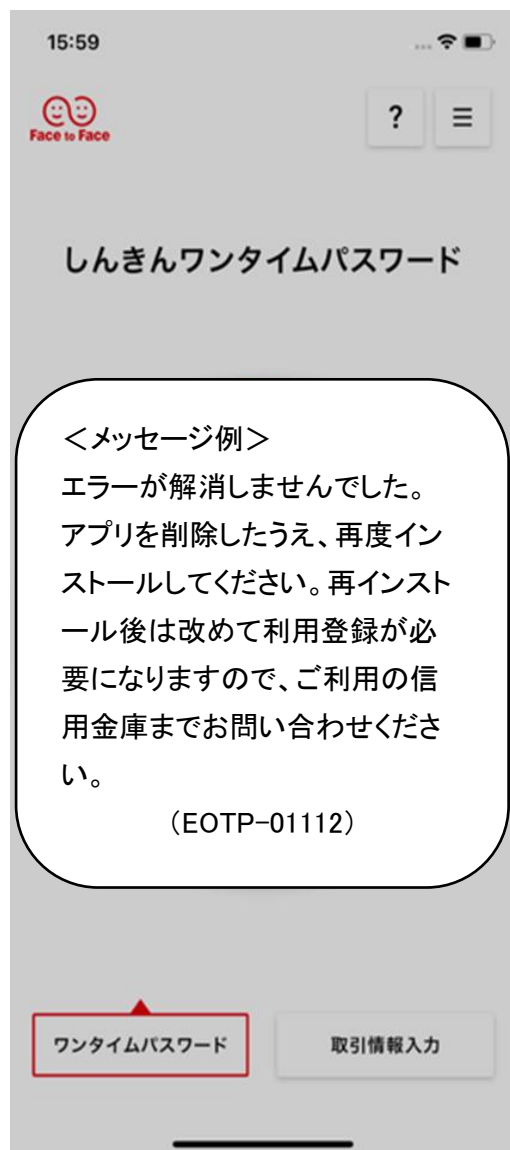 15:59
Face to Face
?
しんきんワンタイムパスワード
＜メッセージ例＞
エラーが解消しませんでした。
アプリを削除したうえ、再度イン
ストールしてください。再インスト
ール後は改めて利用登録が必
要になりますので、ご利用の信
用金庫までお問い合わせくださ
い。
（EOTP-01112）
ワンタイムパスワード
取引情報入力